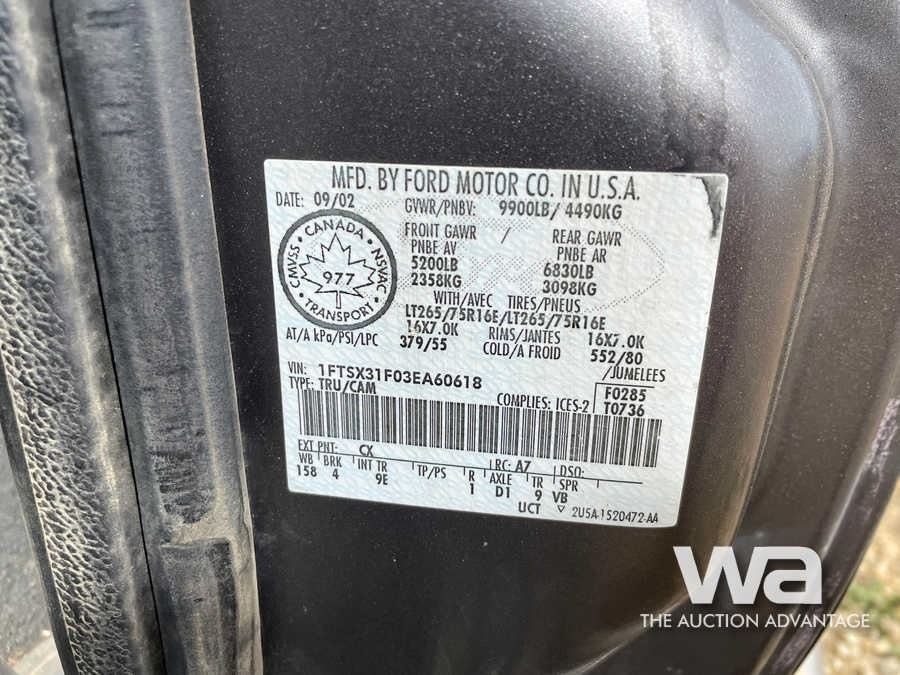 MFD. BY FORD MOTOR CO. IN U.S.A.
DATE: 09/02 GVWR/PNBV: 9900LB/ 4490KG
CANADA
CMVSS NSVAC
977
TRANSPORT
FRONT GAWR / REAR GAWR
PNBE AV PNBE AR
5200LB 6830LB
2358KG 3098KG
WITH/AVEC TIRES/PNEUS
LT265/75R16E/LT265/75R16E
16X7.0K RIMS/JANTES 16X7.0K
AT/A kPa/PSI/LPC 379/55 COLD/A FROID 552/80
/JUMELEES
VIN: 1FTSX31F03EA60618 F0285
TYPE: TRU/CAM COMPLIES: ICES-2 T0736
EXT PNT: CX RC: A7 DSO:
WB BRK INT TR TP/PS R AXLE TR SPR
158 4 9E 1 D1 9 VB
UCT ▽ 2U5A-1520472-AA
wa
THE AUCTION ADVANTAGE